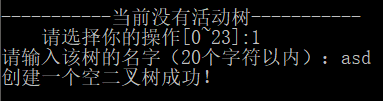 -----------当前没有活动树-----------
请选择你的操作[0~23]:1
请输入该树的名字（20个字符以内）：asd
创建一个空二叉树成功！